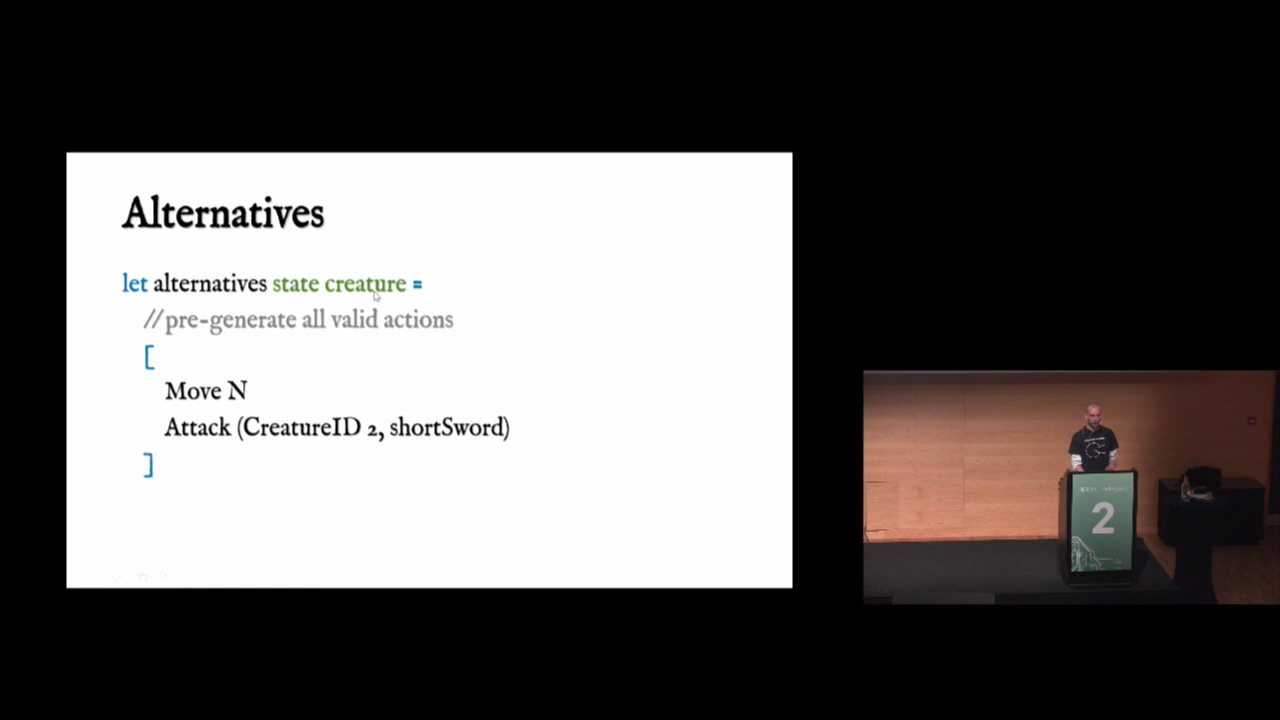 Alternatives
let alternatives state creature =
//pre-generate all valid actions
[
Move N
Attack (CreatureID 2, shortSword)
]
2